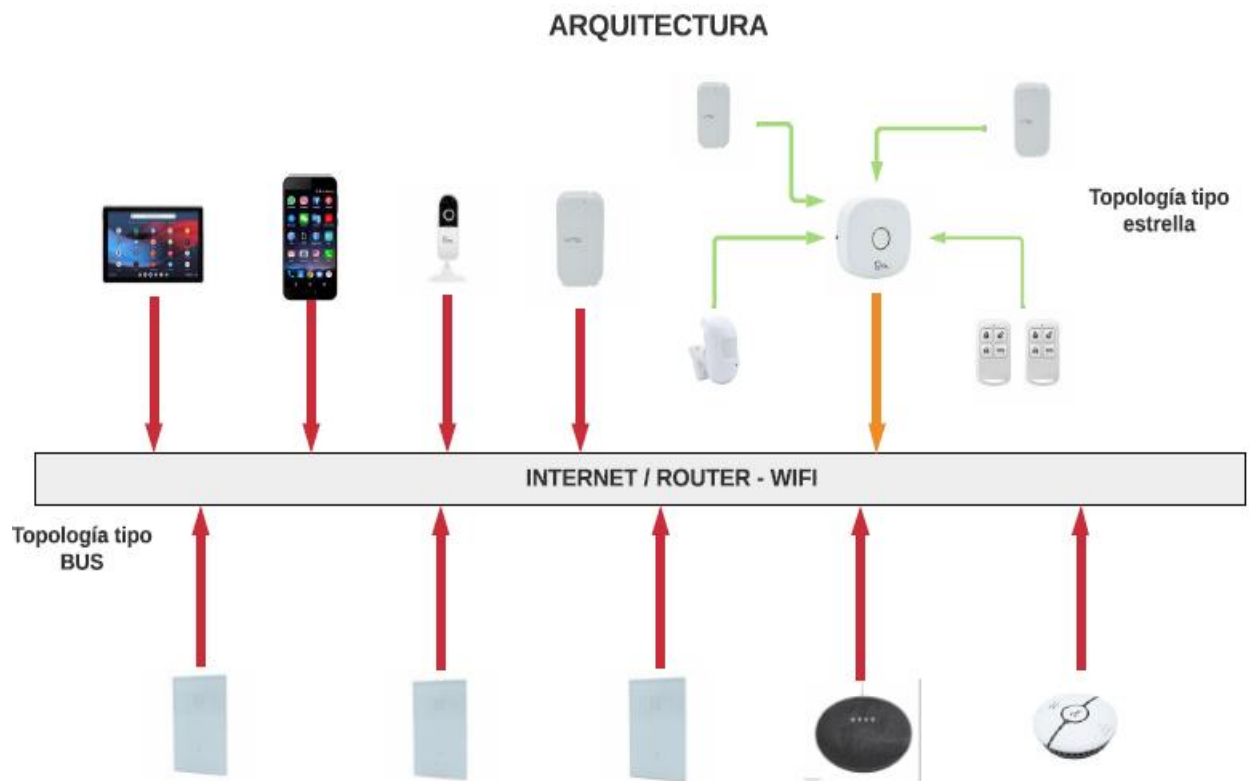 ARQUITECTURA
Topología tipo
estrella
INTERNET / ROUTER - WIFI
Topología tipo
BUS